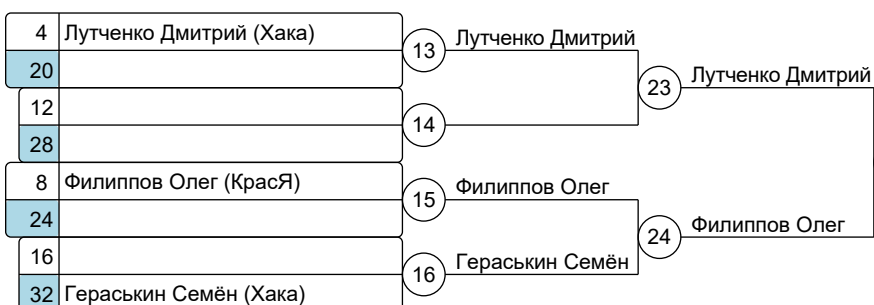 4 Лутченко Дмитрий (Хака)
13 Лутченко Дмитрий
20
23 Лутченко Дмитрий
12
14
28
8 Филиппов Олег (КрасЯ)
15 Филиппов Олег
24
24 Филиппов Олег
16
16 Гераськин Семён
32 Гераськин Семён (Хака)